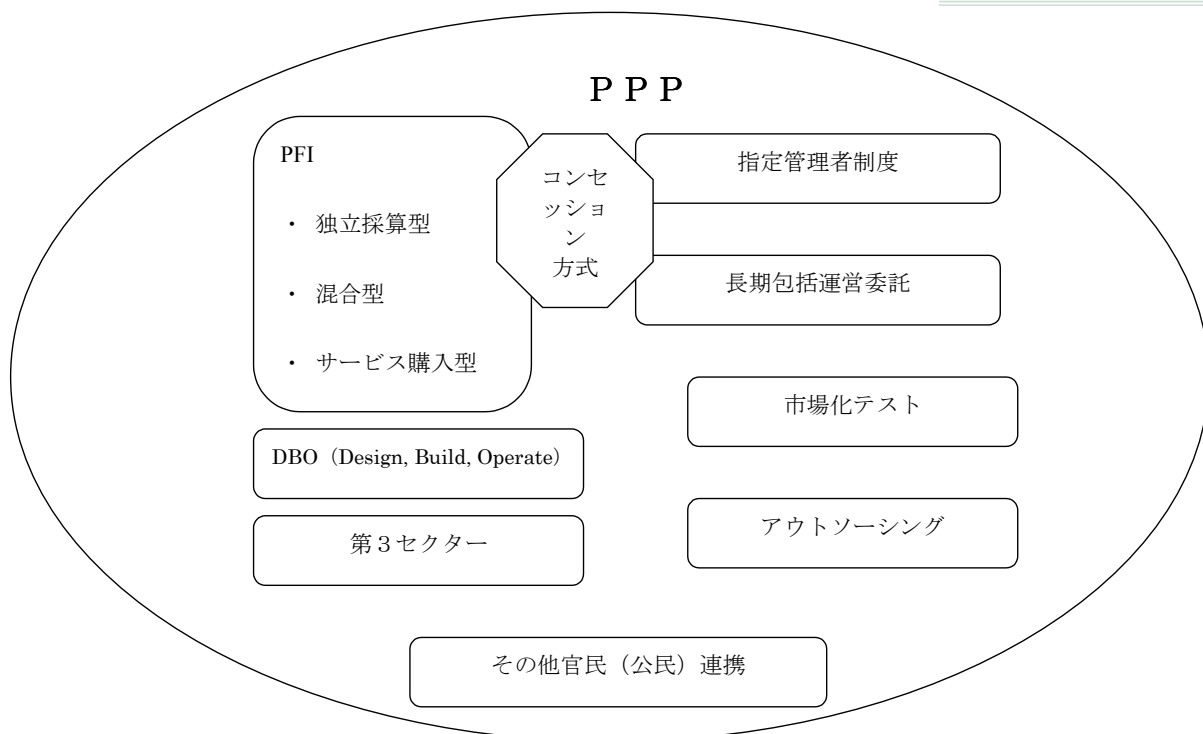 ＰＰＰ
PFI
・ 独立採算型
・ 混合型
・ サービス購入型
コンセ
ッショ
ン
方式
指定管理者制度
長期包括運営委託
市場化テスト
DBO（Design, Build, Operate）
第３セクター
アウトソーシング
その他官民（公民）連携